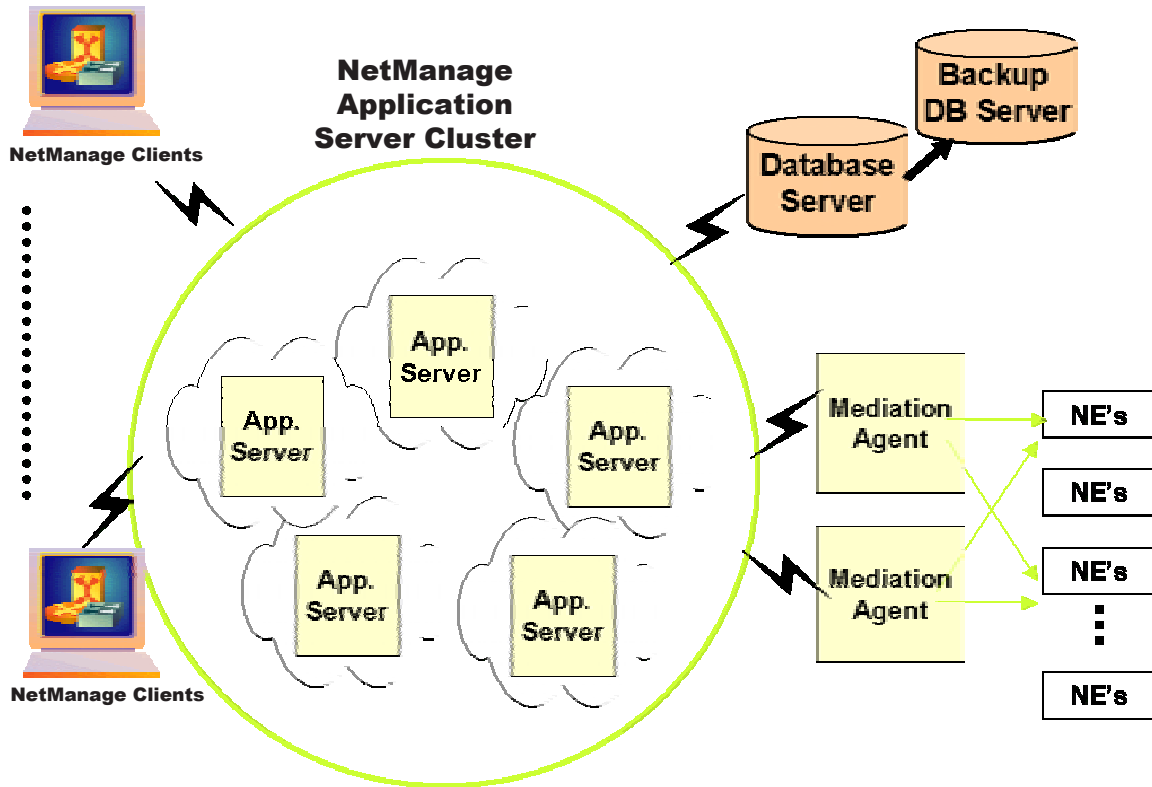 NetManage
Application
Server Cluster
NetManage Clients
Backup
DB Server
Database
Server
App.
Server
App.
Server
App.
Server
App.
Server
App.
Server
Mediation
Agent
Mediation
Agent
NE's
NE's
NE's
NE's
NetManage Clients